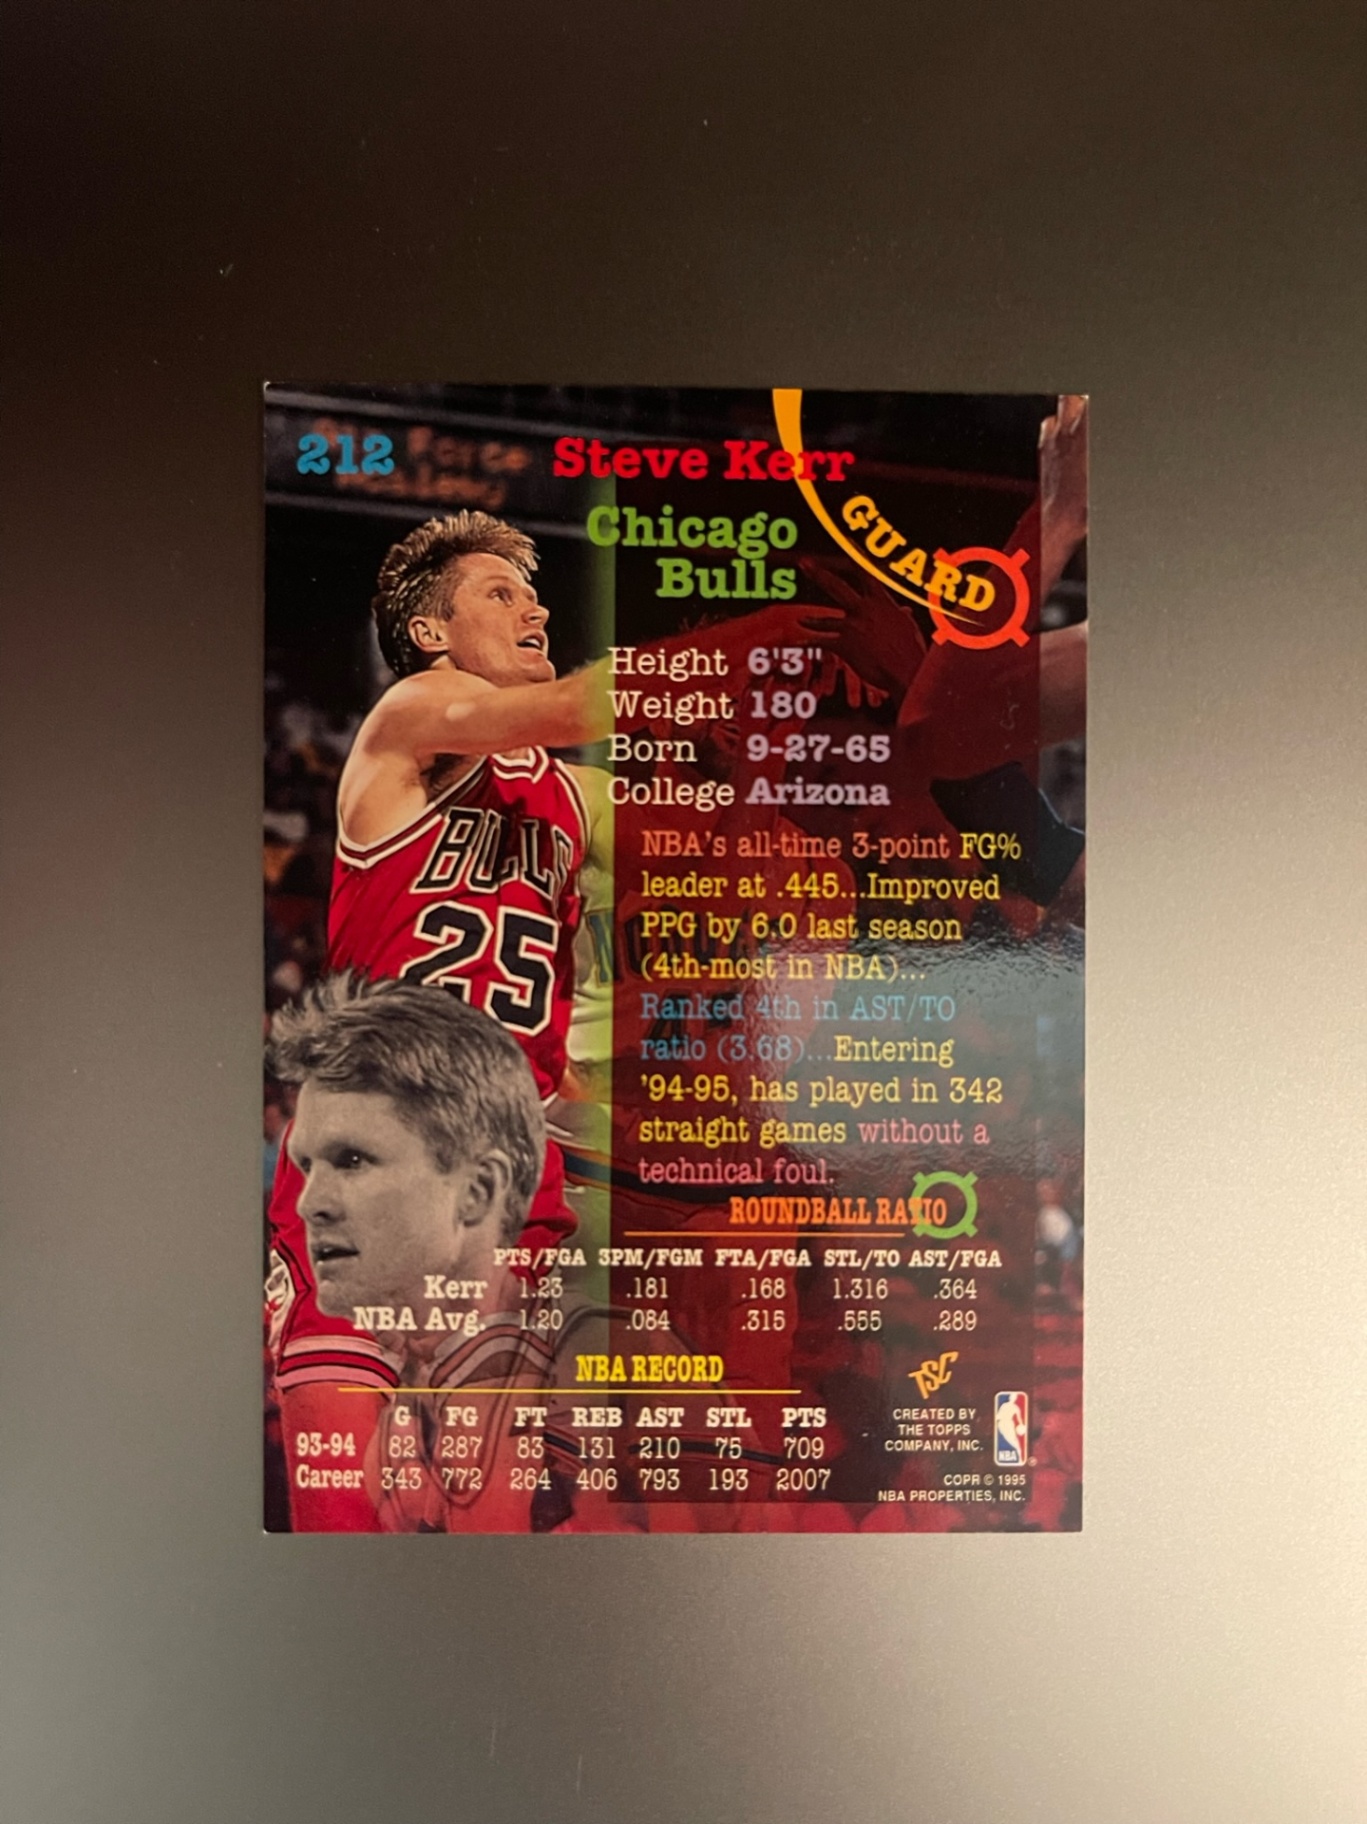 212
Steve Kerr
Chicago
Bulls
GUARD
Height 6'3"
Weight 180
Born 9-27-65
College Arizona
NBA's all-time 3-point FG%
leader at .445...Improved
PPG by 6.0 last season
(4th-most in NBA)...
Ranked 4th in AST/TO
ratio (3.68)...Entering
'94-95, has played in 342
straight games without a
technical foul.
BULLS
25
ROUNDBALL RATIO
PTS/FGA 3PM/FGM FTA/FGA STL/TO AST/FGA
Kerr 1.23 .181 .168 1.316 .364
NBA Avg. 1.20 .084 .315 .555 .289
NBA RECORD
G FG FT REB AST STL PTS
93-94 82 287 83 131 210 75 709
Career 343 772 264 406 793 193 2007
TSC
CREATED BY
THE TOPPS
COMPANY, INC.
NBA
COPR © 1995
NBA PROPERTIES, INC.